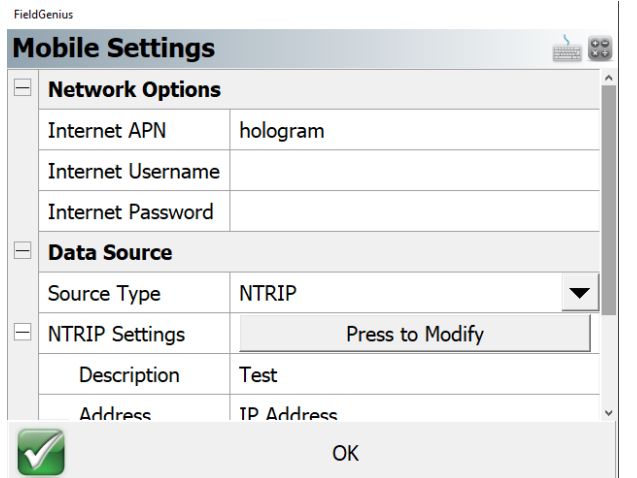 FieldGenius
Mobile Settings
Network Options
Internet APN hologram
Internet Username
Internet Password
Data Source
Source Type NTRIP
NTRIP Settings Press to Modify
Description Test
Address IP Address
OK